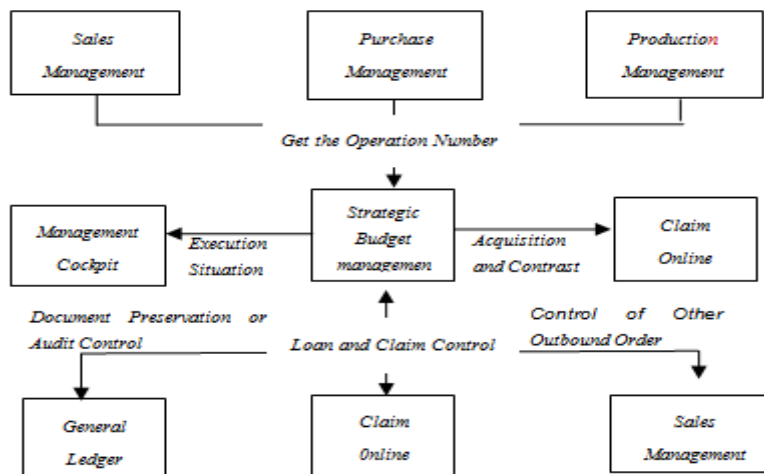 Sales
Management
Purchase
Management
Production
Management
Get the Operation Number
Management
Cockpit
Execution
Situation
Strategic
Budget
managemen
Acquisition
and Contrast
Claim
Online
Document Preservation or
Audit Control
Loan and Claim Control
Control of Other
Outbound Order
General
Ledger
Claim
0nline
Sales
Management